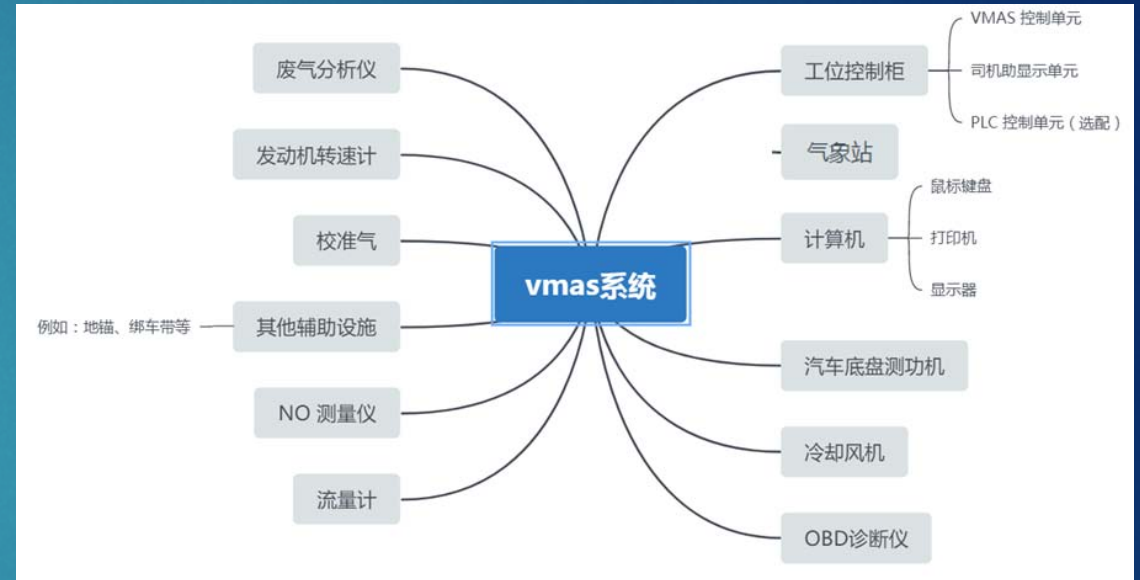 废气分析仪
发动机转速计
校准气
其他辅助设施
例如：地锚、绑车带等
NO 测量仪
流量计
vmas系统
工位控制柜
VMAS 控制单元
司机助显示单元
PLC 控制单元（选配）
气象站
计算机
鼠标键盘
打印机
显示器
汽车底盘测功机
冷却风机
OBD诊断仪